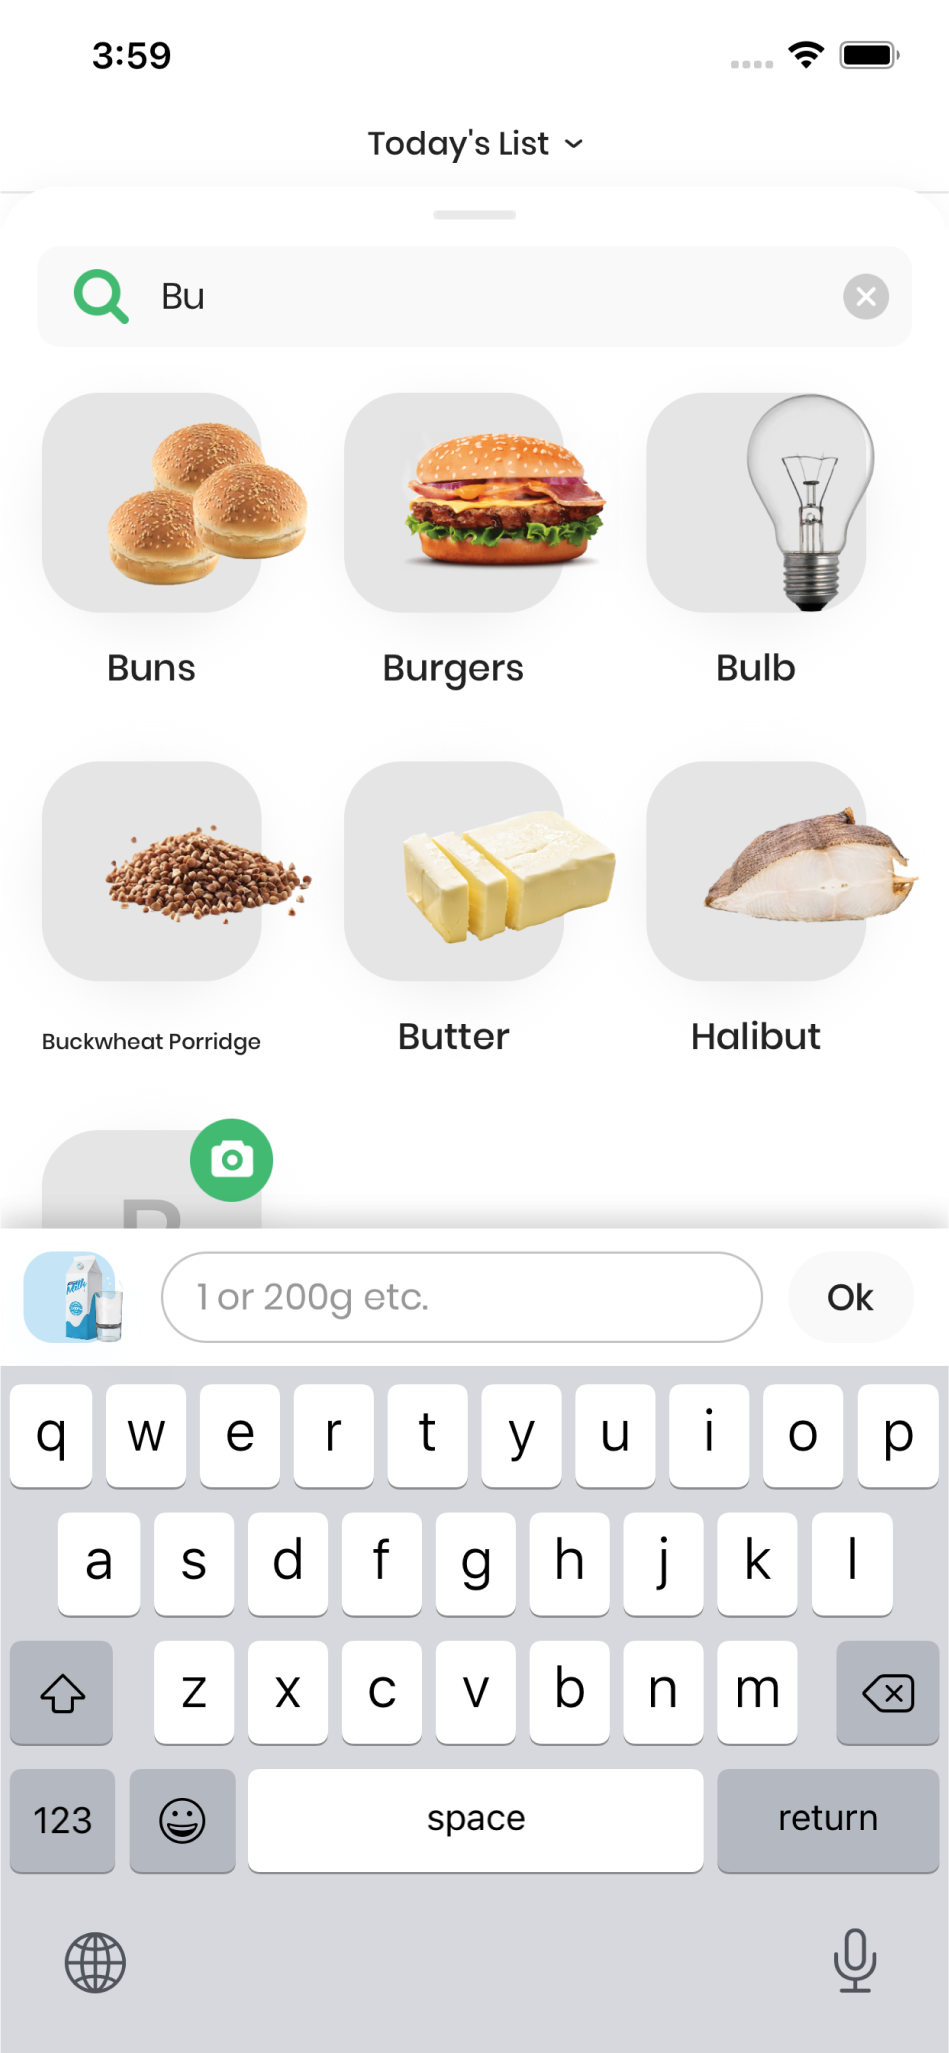 3:59
Today's List
Bu
Buns Burgers Bulb
Buckwheat Porridge Butter Halibut
Milk
1 or 200g etc. Ok
q w e r t y u i o p
a s d f g h j k l
z x c v b n m
123 space return